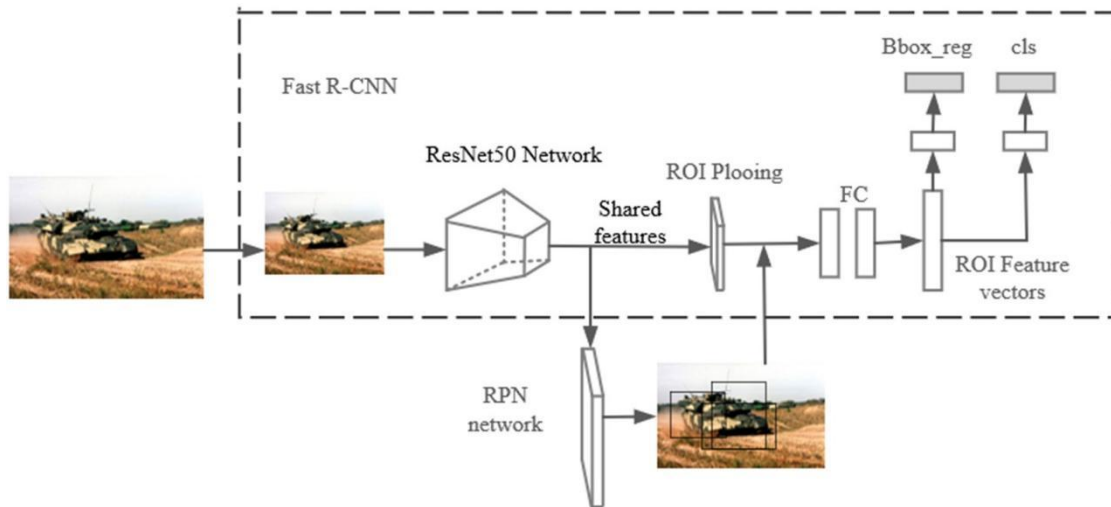 Bbox_reg
cls
Fast R-CNN
ResNet50 Network
ROI Plooing
FC
Shared
features
ROI Feature
vectors
RPN
network